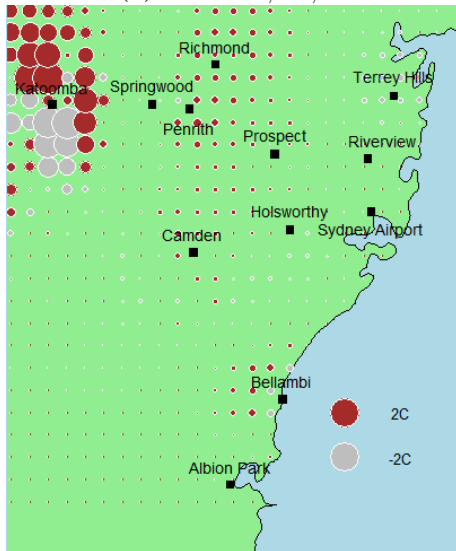 Richmond
Terrey Hills
Katoomba
Springwood
Penrith
Prospect
Riverview
Holsworthy
Sydney Airport
Camden
Bellambi
2C
-2C
Albion Park